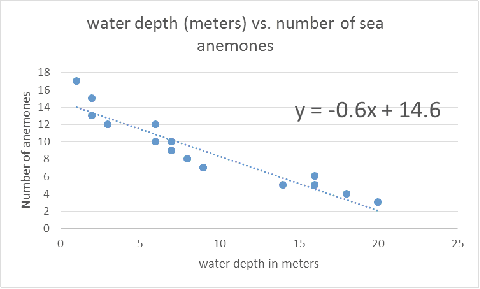 water depth (meters) vs. number of sea
anemones
y = -0.6x + 14.6
Number of anemones
18
16
14
12
10
8
6
4
2
0
0 5 10 15 20 25
water depth in meters